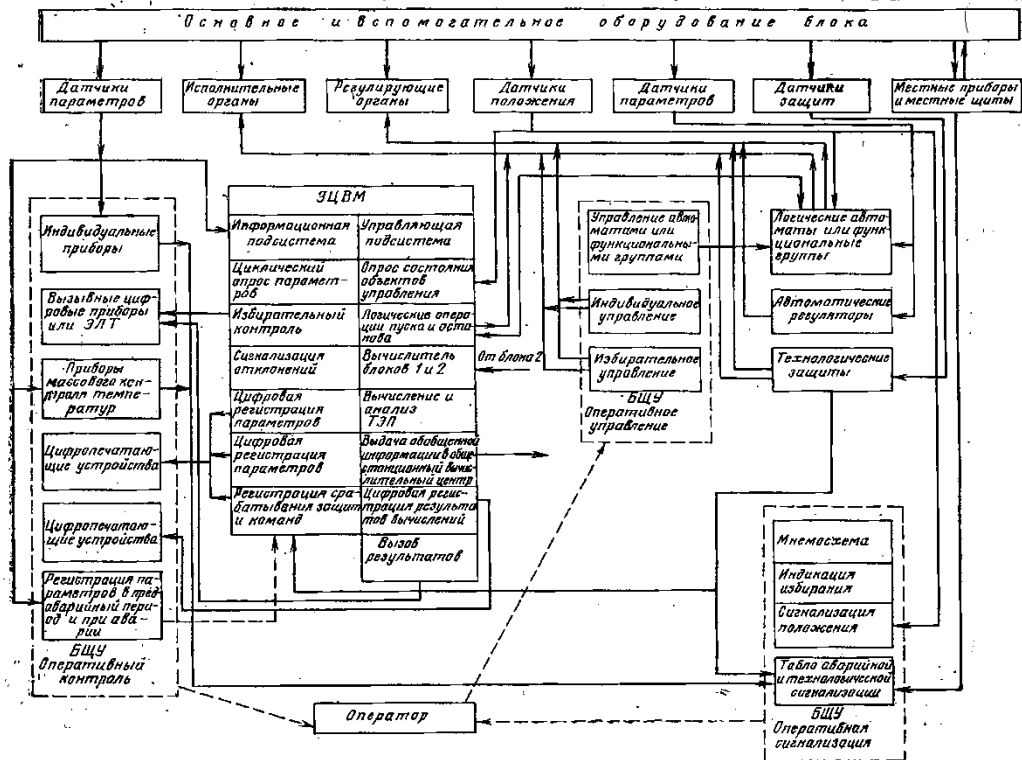 Основное и вспомогательное оборудование блока
Датчики
параметров
Исполнительные
органы
Регулирующие
органы
Датчики
положения
Датчики
параметров
Датчики
защит
Местные приборы
и местные щиты
Индивидуальные
приборы
Вызывные циф-
ровые приборы
или ЭЛТ
Приборы
массового кон-
троля темпе-
ратур
Цифропечатаю-
щие устройства
Цифропечатаю-
щие устройства
Регистрация па-
раметров в пред-
аварийный пери-
од и при ава-
рии
БЩУ
Оперативный
контроль
ЭЦВМ
Информационная
подсистема
Управляющая
подсистема
Циклический
опрос парамет-
ров
Опрос состояния
объектов
управления
Избирательный
контроль
Логические опера-
ции пуска и оста-
нова
Сигнализация
отклонений
Вычислитель
блоков 1 и 2
Цифровая
регистрация
параметров
Вычисление и
анализ
ТЭП
Цифровая
регистрация
параметров
Выдача обобщенной
информации в обще-
станционный вычис-
лительный центр
Регистрация сра-
батывания защит
и команд
Цифровая регис-
трация результа-
тов вычислений
Вызов
результатов
От блока 2
Управление авто-
матами или
функциональны-
ми группами
Индивидуальное
управление
Избирательное
управление
БЩУ
Оперативное
управление
Логические авто-
маты или функ-
циональные
группы
Автоматические
регуляторы
Технологические
защиты
Мнемосхема
Индикация
избирания
Сигнализация
положения
Табло аварийной
и технологической
сигнализации
БЩУ
Оперативная
сигнализация
Оператор